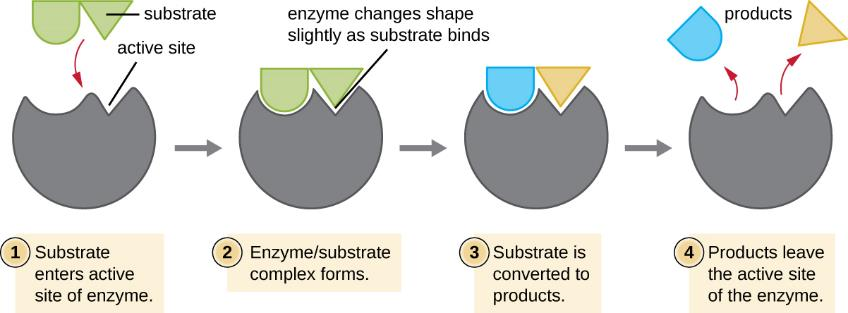 substrate
active site
enzyme changes shape
slightly as substrate binds
products
1 Substrate
enters active
site of enzyme.
2 Enzyme/substrate
complex forms.
3 Substrate is
converted to
products.
4 Products leave
the active site
of the enzyme.